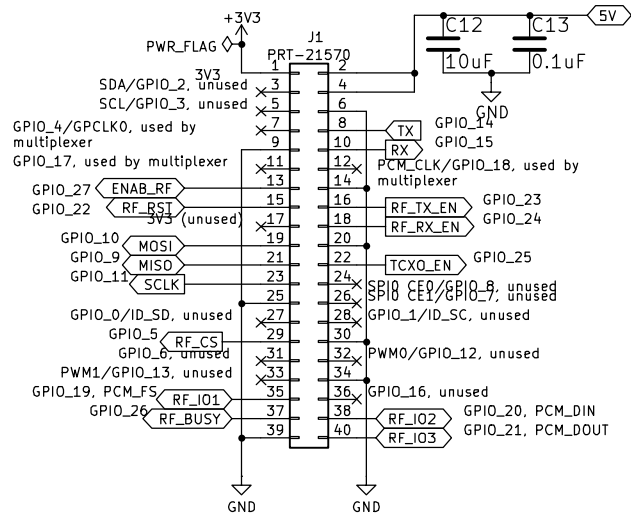 +3V3
J1
PRT-21570
PWR_FLAG
C12
10uF
C13
0.1uF
5V
GND
3V3
1
2
SDA/GPIO_2, unused
3
4
SCL/GPIO_3, unused
5
6
GPIO_4/GPCLK0, used by
multiplexer
7
8
TX
GPIO_14
9
10
RX
GPIO_15
GPIO_17, used by multiplexer
11
12
PCM_CLK/GPIO_18, used by
multiplexer
GPIO_27
ENAB_RF
13
14
GPIO_22
RF_RST
15
16
RF_TX_EN
GPIO_23
3V3 (unused)
17
18
RF_RX_EN
GPIO_24
GPIO_10
MOSI
19
20
GPIO_9
MISO
21
22
TCXO_EN
GPIO_25
GPIO_11
SCLK
23
24
SPI0 CE0/GPIO_8, unused
25
26
SPI0 CE1/GPIO_7, unused
GPIO_0/ID_SD, unused
27
28
GPIO_1/ID_SC, unused
GPIO_5
RF_CS
29
30
GPIO_6, unused
31
32
PWM0/GPIO_12, unused
PWM1/GPIO_13, unused
33
34
GPIO_19, PCM_FS
RF_IO1
35
36
GPIO_16, unused
GPIO_26
RF_BUSY
37
38
RF_IO2
GPIO_20, PCM_DIN
39
40
RF_IO3
GPIO_21, PCM_DOUT
GND
GND